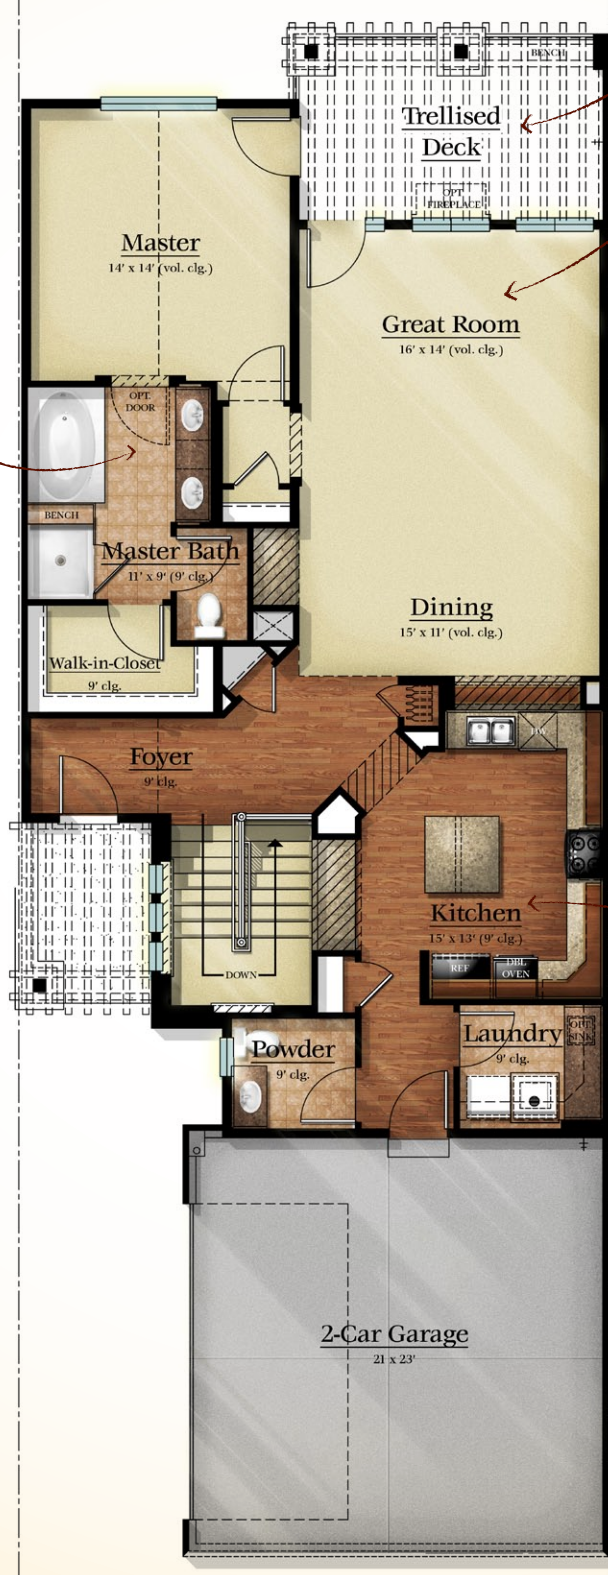 BENCH
Trellised
Deck
OPT.
FIREPLACE
Master
14' x 14' (vol. clg.)
Great Room
16' x 14' (vol. clg.)
OPT.
DOOR
BENCH
Master Bath
11' x 9' (9' clg.)
Dining
15' x 11' (vol. clg.)
Walk-in-Closet
9' clg.
Foyer
9' clg.
Kitchen
15' x 13' (9' clg.)
REF
DBL
OVEN
DOWN
Laundry
9' clg.
Powder
9' clg.
2-Car Garage
21 x 23'